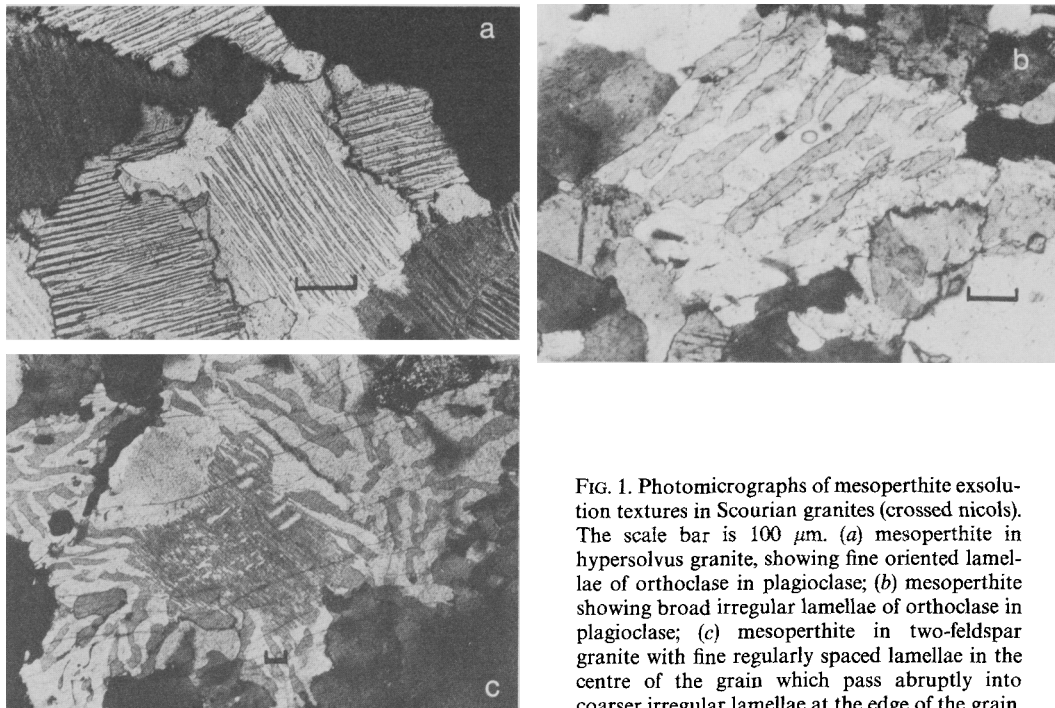 a
b
c
FIG. 1. Photomicrographs of mesoperthite exsolu-
tion textures in Scourian granites (crossed nicols).
The scale bar is 100 μm. (a) mesoperthite in
hypersolvus granite, showing fine oriented lamel-
lae of orthoclase in plagioclase; (b) mesoperthite
showing broad irregular lamellae of orthoclase in
plagioclase; (c) mesoperthite in two-feldspar
granite with fine regularly spaced lamellae in the
centre of the grain which pass abruptly into
coarser irregular lamellae at the edge of the grain.